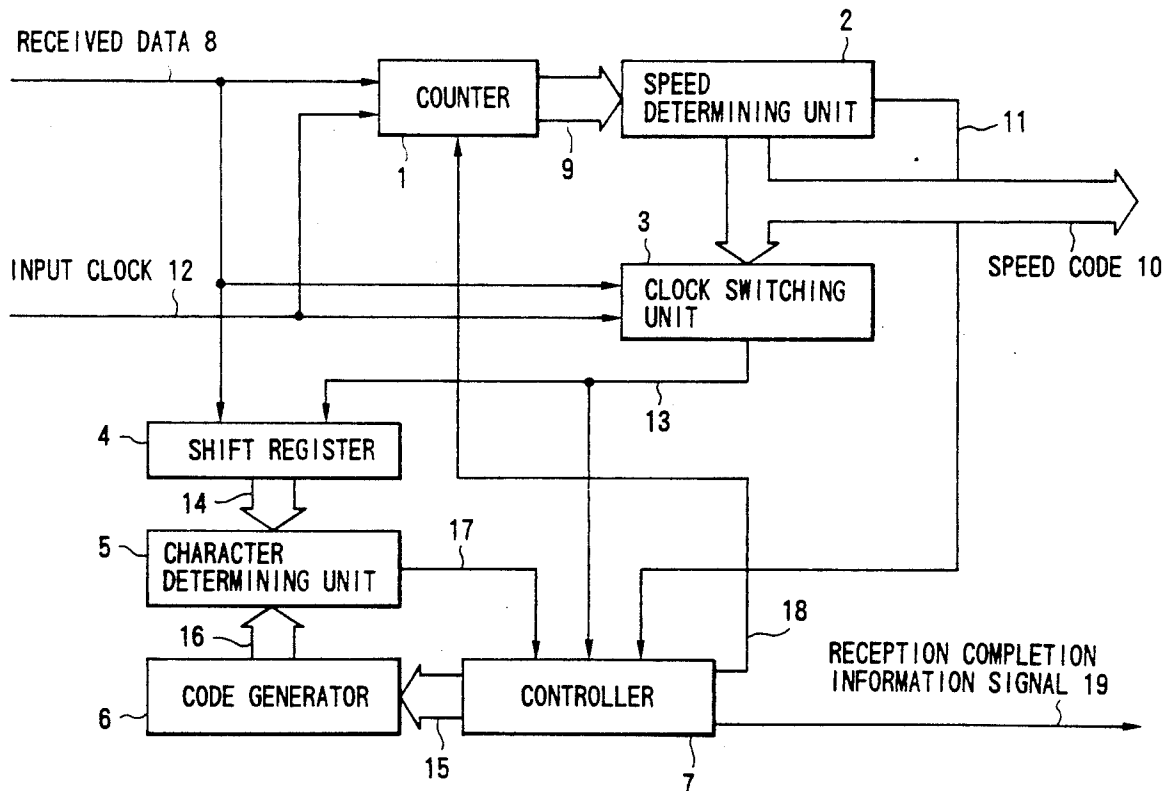 RECEIVED DATA 8
COUNTER
1
9
2
SPEED
DETERMINING UNIT
11
SPEED CODE 10
INPUT CLOCK 12
3
CLOCK SWITCHING
UNIT
13
4
SHIFT REGISTER
14
5
CHARACTER
DETERMINING UNIT
17
16
18
6
CODE GENERATOR
15
CONTROLLER
7
RECEPTION COMPLETION
INFORMATION SIGNAL 19